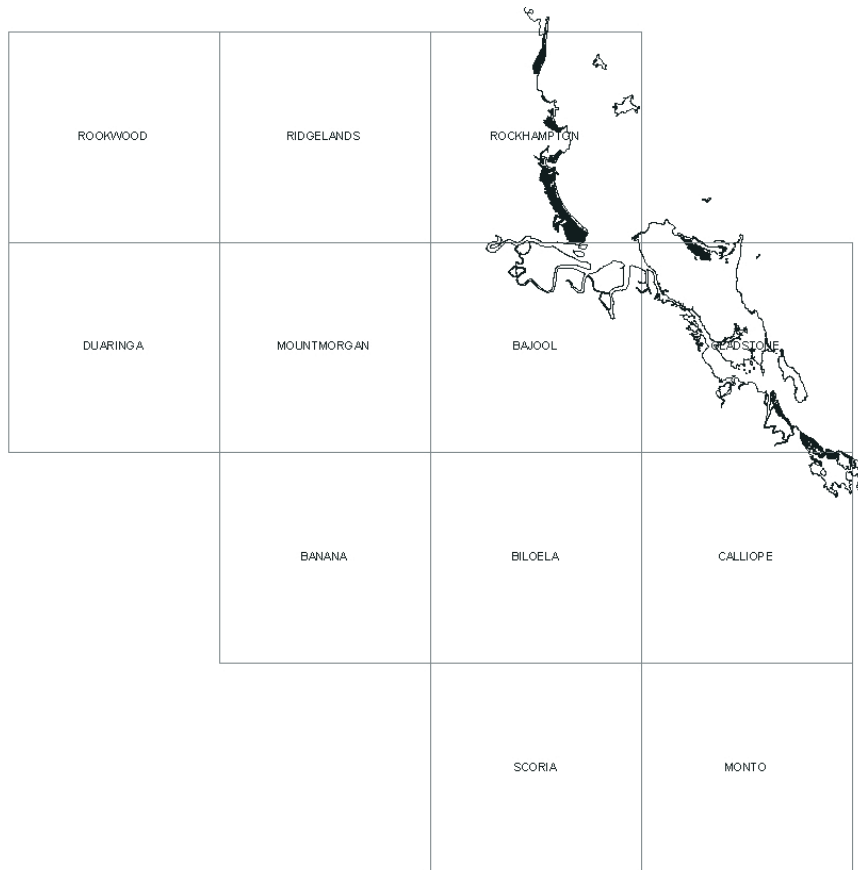 ROOKWOOD
RIDGELANDS
ROCKHAMPTON
DUARINGA
MOUNTMORGAN
BAJOOL
GLADSTONE
BANANA
BILOELA
CALLIOPE
SCORIA
MONTO